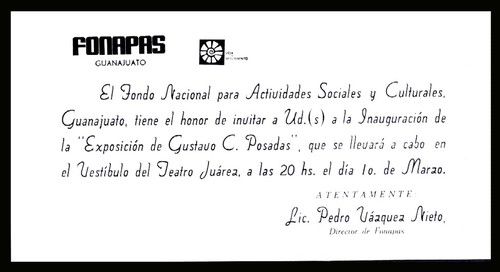 FONAPAS
GUANAJUATO
El Fondo Nacional para Actividades Sociales y Culturales,
Guanajuato, tiene el honor de invitar a Ud.(s) a la Inauguración de
la "Exposición de Gustavo C. Posadas", que se llevará a cabo en
el Vestíbulo del Teatro Juárez, a las 20 hs. el día 1o. de Marzo.
ATENTAMENTE
Lic. Pedro Vázquez Nieto,
Director de Fonapas